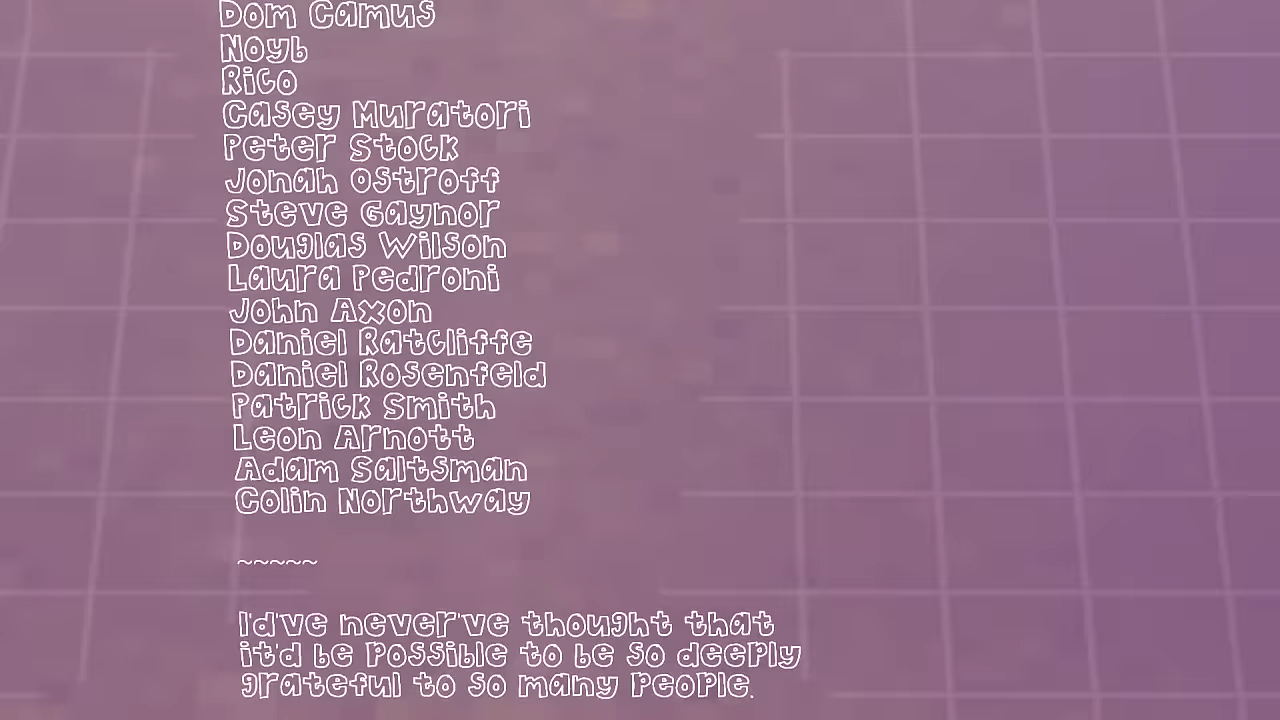 Dom Camus
Noyb
Rico
Casey Muratori
Peter Stock
Jonah Ostroff
Steve Gaynor
Douglas Wilson
Laura Pedroni
John Axon
Daniel Ratcliffe
Daniel Rosenfeld
Patrick Smith
Leon Arnott
Adam Saltsman
Colin Northway
~~~~~
I'd've never've thought that
it'd be possible to be so deeply
grateful to so many people.